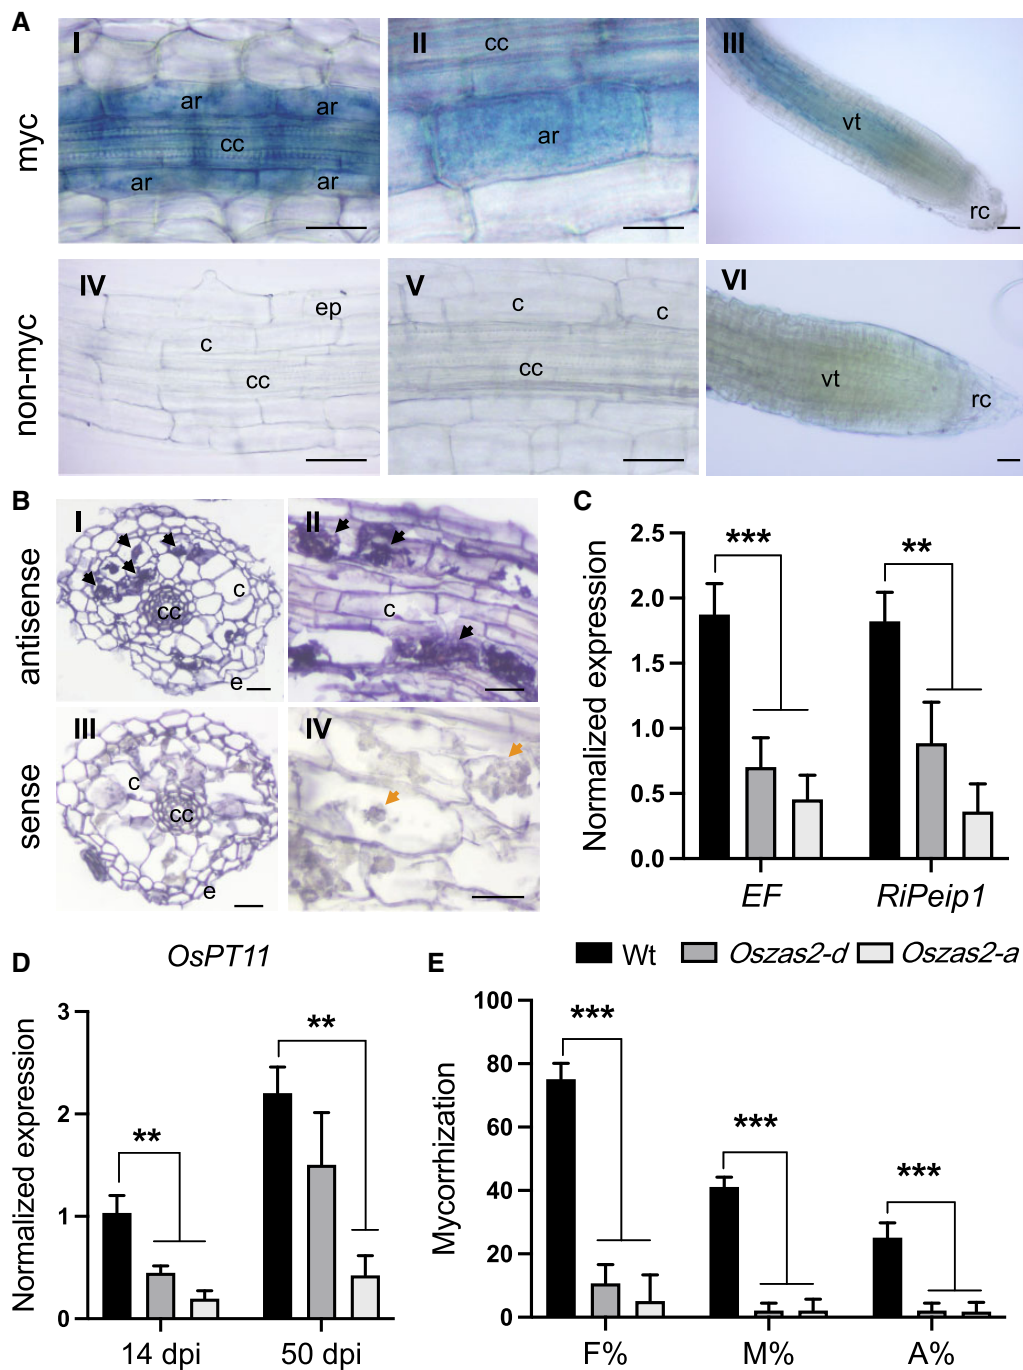 A
myc
I
ar
ar
cc
ar
ar
II
cc
ar
III
vt
rc
non-myc
IV
ep
c
cc
V
c
c
cc
VI
vt
rc
B
antisense
I
c
cc
e
II
c
sense
III
c
cc
e
IV
C
Normalized expression
2.5
2.0
1.5
1.0
0.5
0.0
***
**
EF
RiPeip1
Wt
Oszas2-d
Oszas2-a
D
OsPT11
Normalized expression
3
2
1
0
**
**
14 dpi
50 dpi
E
Mycorrhization
100
80
60
40
20
0
***
***
***
F%
M%
A%